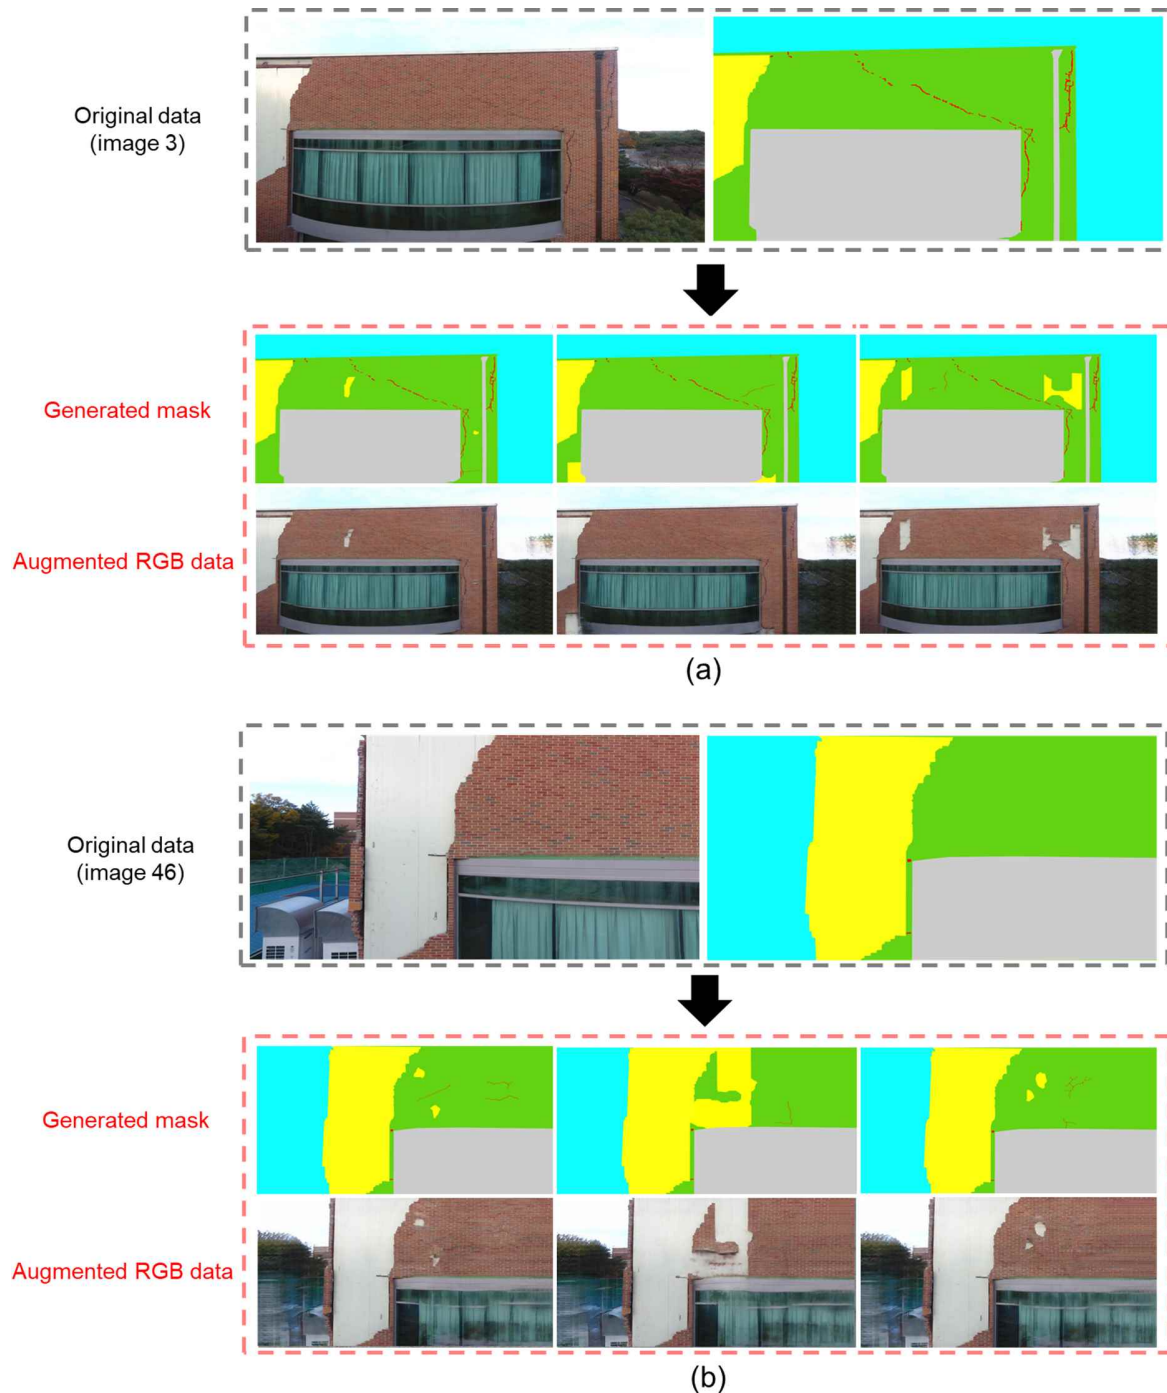 Original data
(image 3)
Generated mask
Augmented RGB data
(a)
Original data
(image 46)
Generated mask
Augmented RGB data
(b)